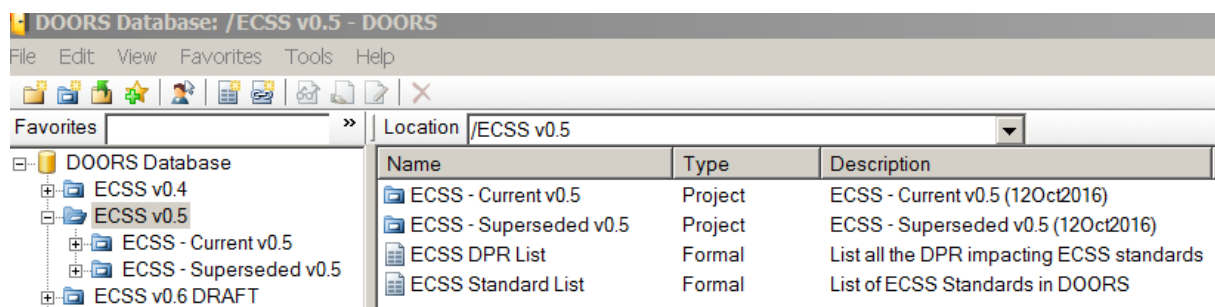 DOORS Database: /ECSS v0.5 - DOORS
File Edit View Favorites Tools Help
Favorites » Location /ECSS v0.5
DOORS Database
ECSS v0.4
ECSS v0.5
ECSS - Current v0.5
ECSS - Superseded v0.5
ECSS v0.6 DRAFT
Name Type Description
ECSS - Current v0.5 Project ECSS - Current v0.5 (12Oct2016)
ECSS - Superseded v0.5 Project ECSS - Superseded v0.5 (12Oct2016)
ECSS DPR List Formal List all the DPR impacting ECSS standards
ECSS Standard List Formal List of ECSS Standards in DOORS